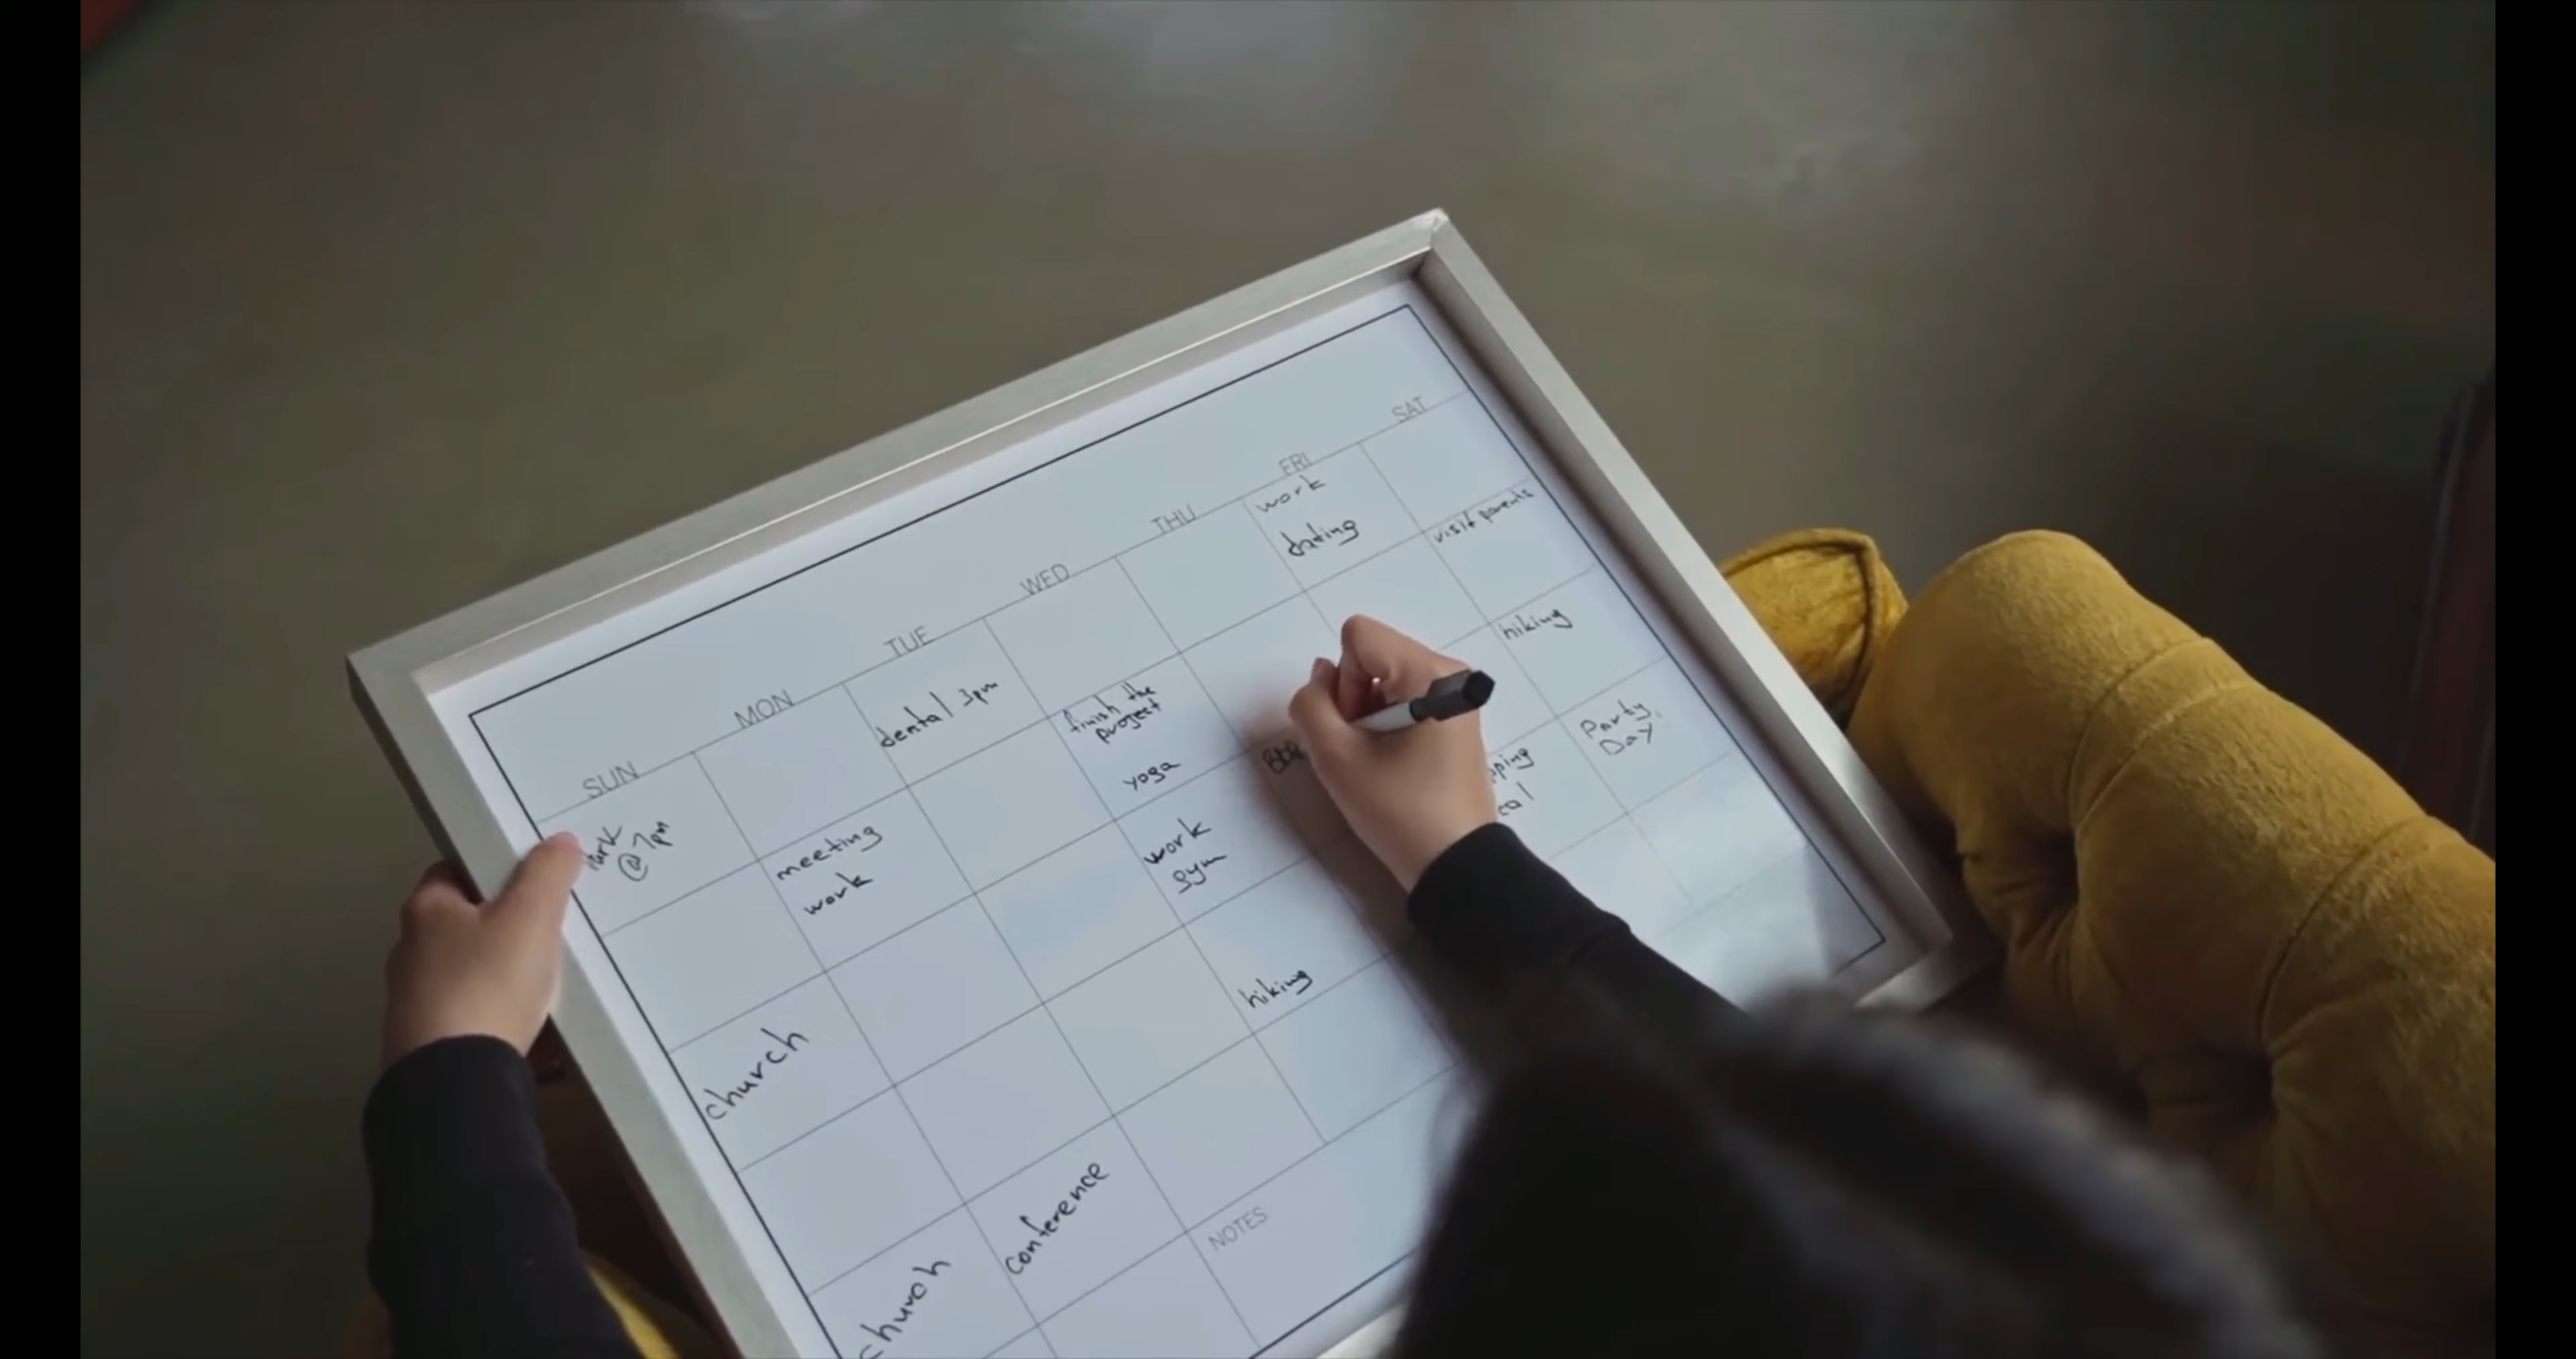 SUN MON TUE WED THU FRI SAT
@7pm
dental 3pm
work
dating
meeting
work
finish the
project
yoga
visit parents
church
work
gym
hiking
hiking
Party
Day
church
conference
NOTES